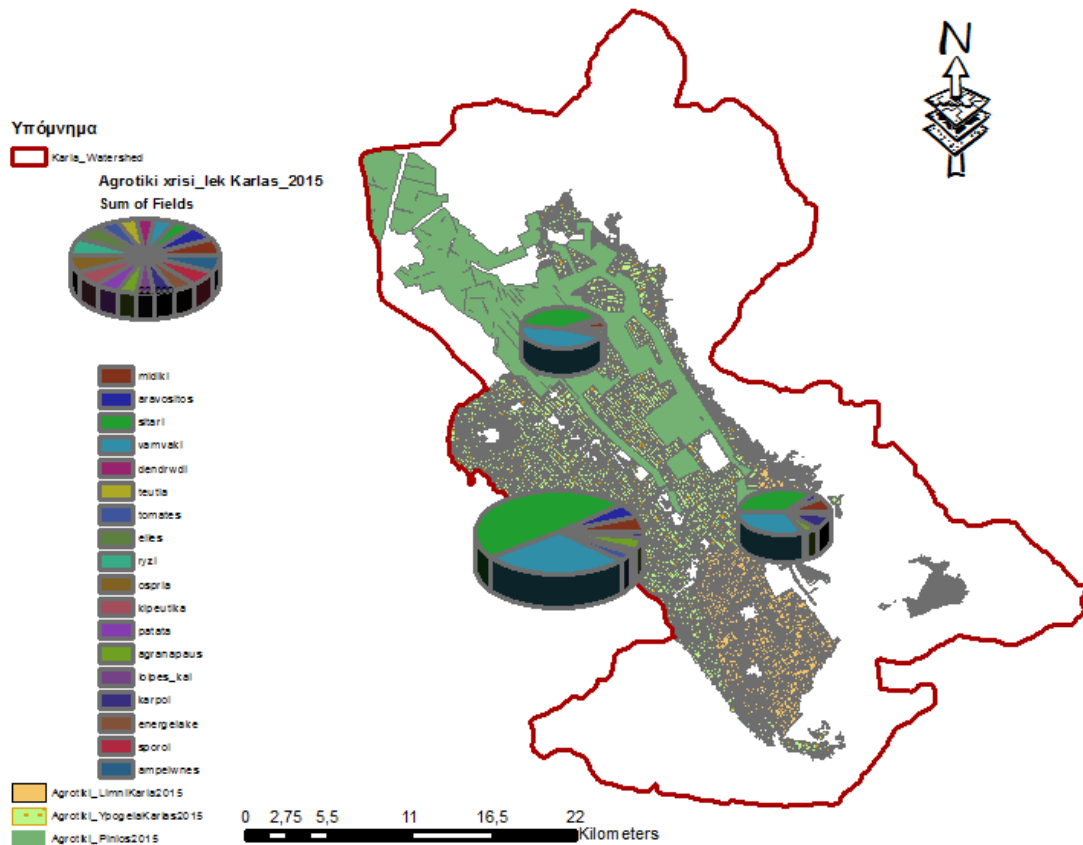 N
Υπόμνημα
Karla_Watershed
Agrotiki xrisi_lek Karlas_2015
Sum of Fields
midiki
aravositos
sitari
vamvaki
dendrwdi
teutla
tomates
elies
ryzi
ospria
kipeutika
patata
agranapaus
loipes_kal
karpoi
energeiake
sporoi
ampelwnes
Agrotiki_LimniKarla2015
Agrotiki_YpogeiaKarlas2015
Agrotiki_Pinios2015
0 2,75 5,5 11 16,5 22
Kilometers